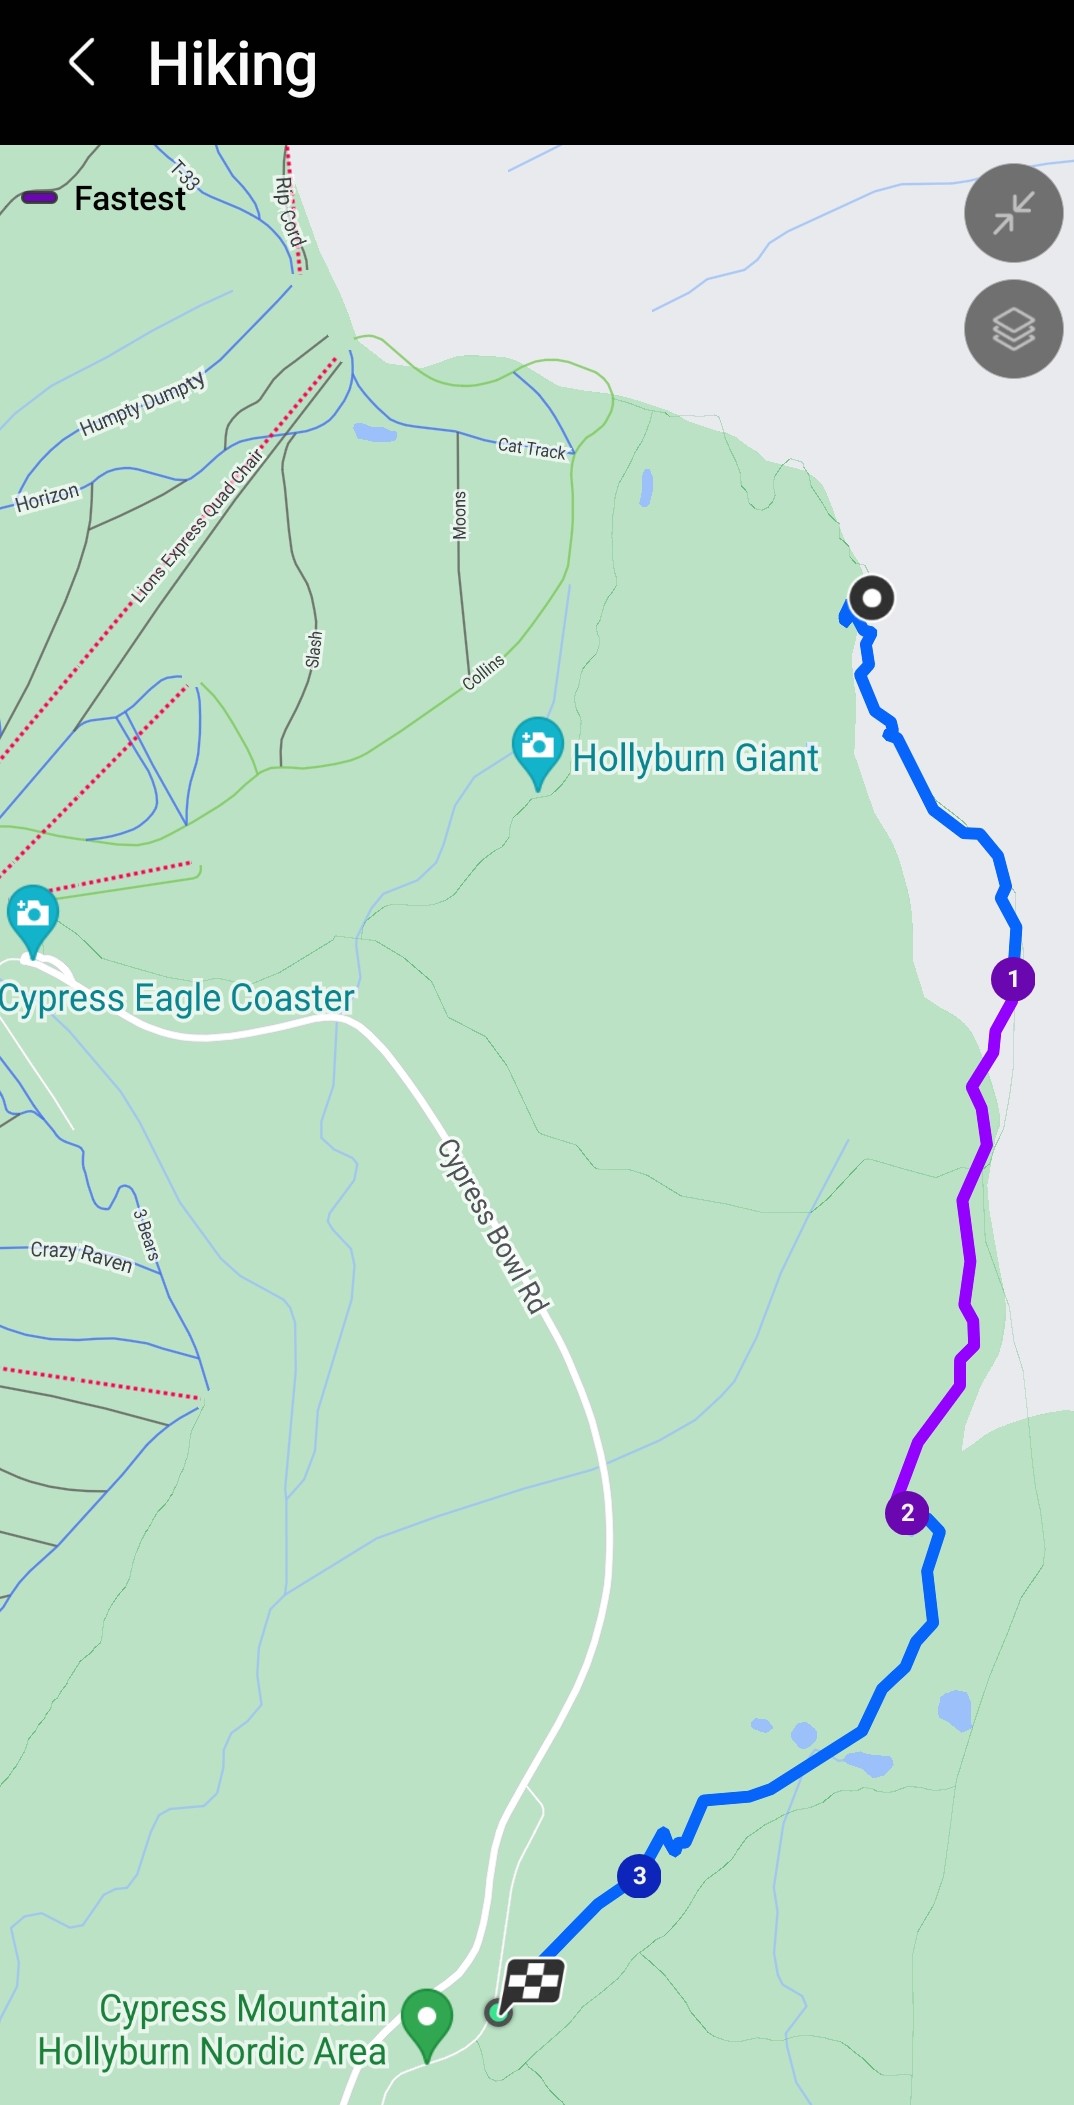 Hiking
Fastest
T-33
Rip Cord
Humpty Dumpty
Horizon
Lions Express Quad Chair
Cat Track
Moons
Slash
Collins
Hollyburn Giant
Cypress Eagle Coaster
1
Cypress Bowl Rd
3 Bears
Crazy Raven
2
3
Cypress Mountain
Hollyburn Nordic Area